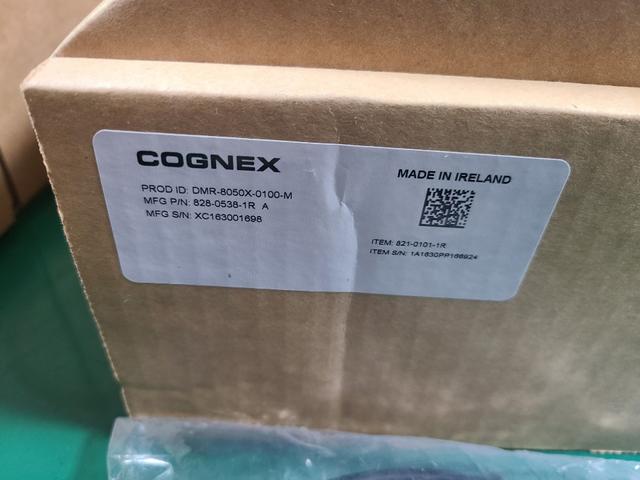 COGNEX
PROD ID: DMR-8050X-0100-M
MFG P/N: 828-0538-1R A
MFG S/N: XC163001698
MADE IN IRELAND
ITEM: 821-0101-1R
ITEM S/N: 1A1630PP166924